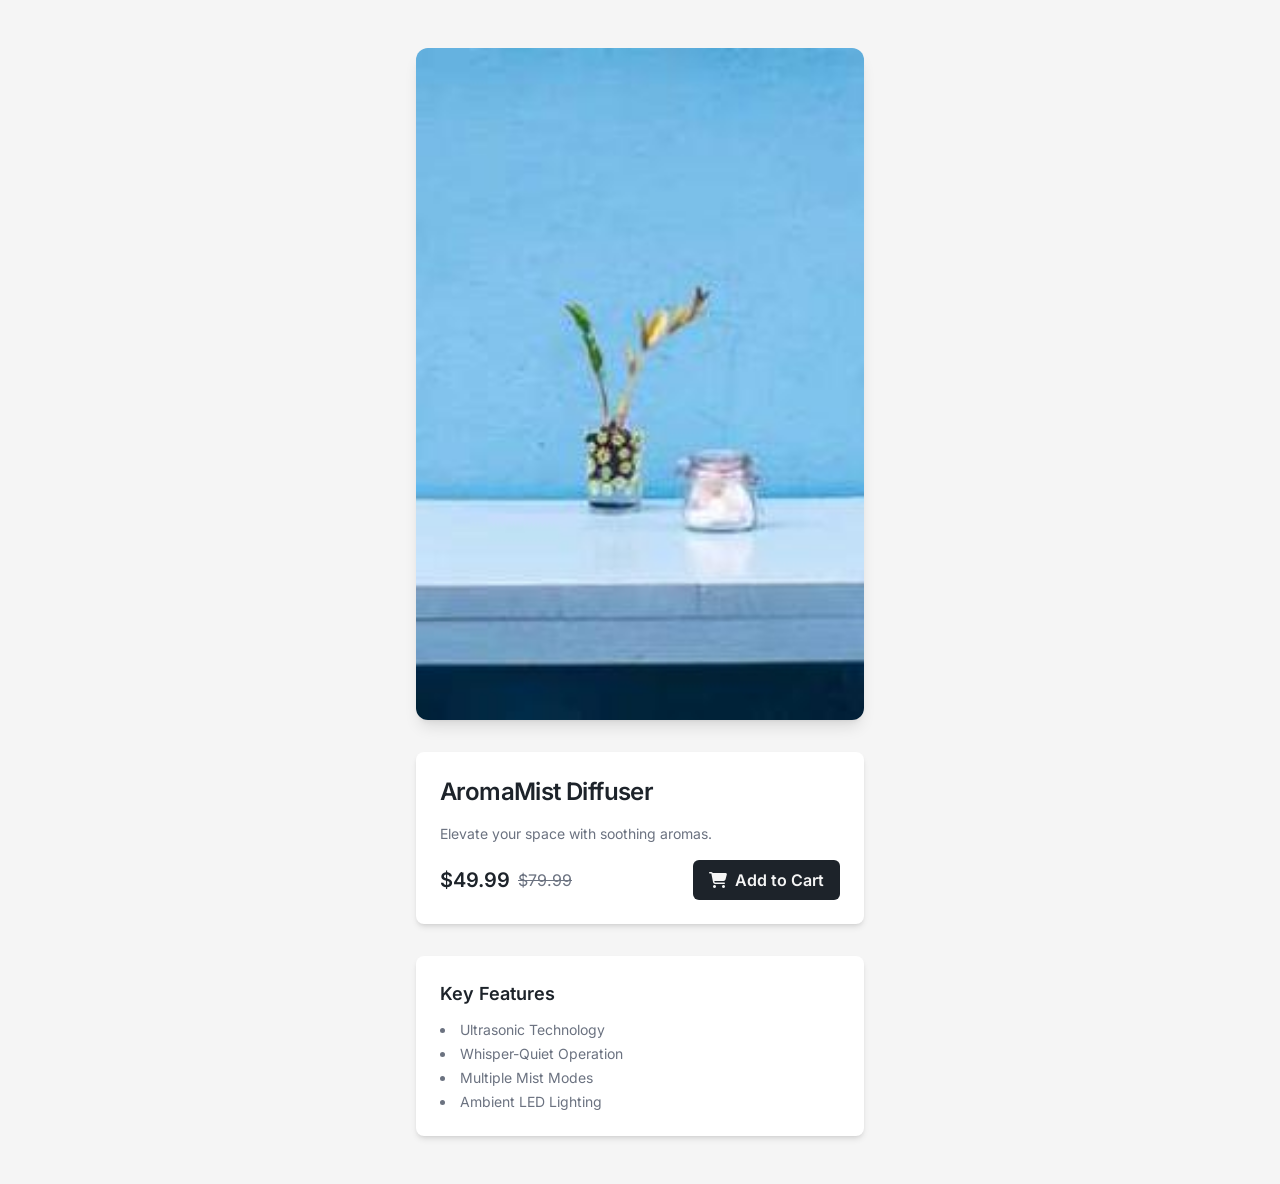 AromaMist Diffuser
Elevate your space with soothing aromas.
$49.99 $79.99 Add to Cart
Key Features
Ultrasonic Technology
Whisper-Quiet Operation
Multiple Mist Modes
Ambient LED Lighting